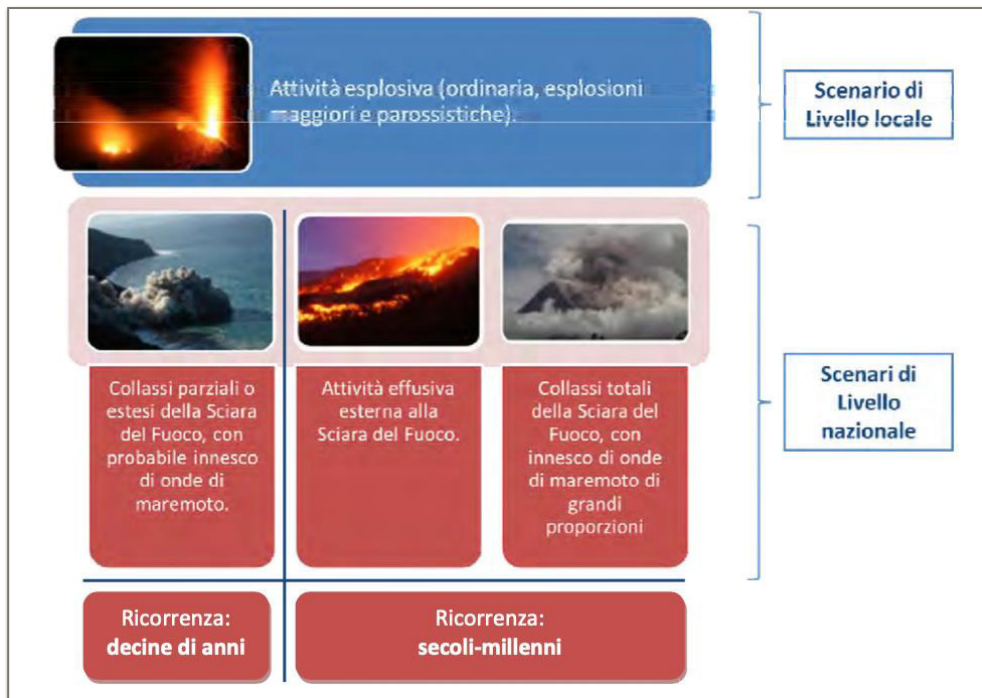 Attività esplosiva (ordinaria, esplosioni
maggiori e parossistiche).
Scenario di
Livello locale
Collassi parziali o
estesi della Sciara
del Fuoco, con
probabile innesco
di onde di
maremoto.
Attività effusiva
esterna alla
Sciara del Fuoco.
Collassi totali
della Sciara del
Fuoco, con
innesco di onde
di maremoto di
grandi
proporzioni
Scenari di
Livello
nazionale
Ricorrenza:
decine di anni
Ricorrenza:
secoli-millenni